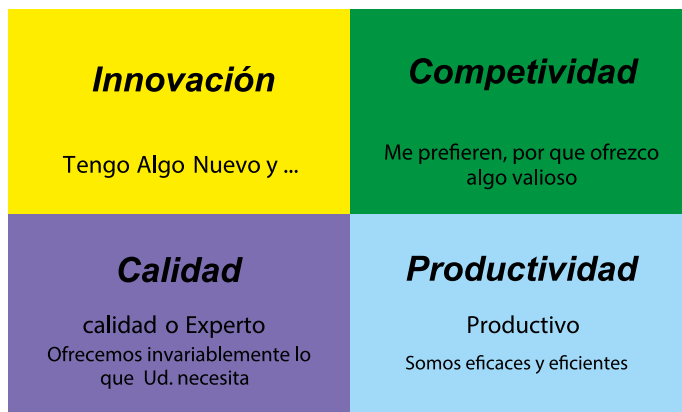 Innovación
Tengo Algo Nuevo y ...
Competividad
Me prefieren, por que ofrezco
algo valioso
Calidad
calidad o Experto
Ofrecemos invariablemente lo
que Ud. necesita
Productividad
Productivo
Somos eficaces y eficientes